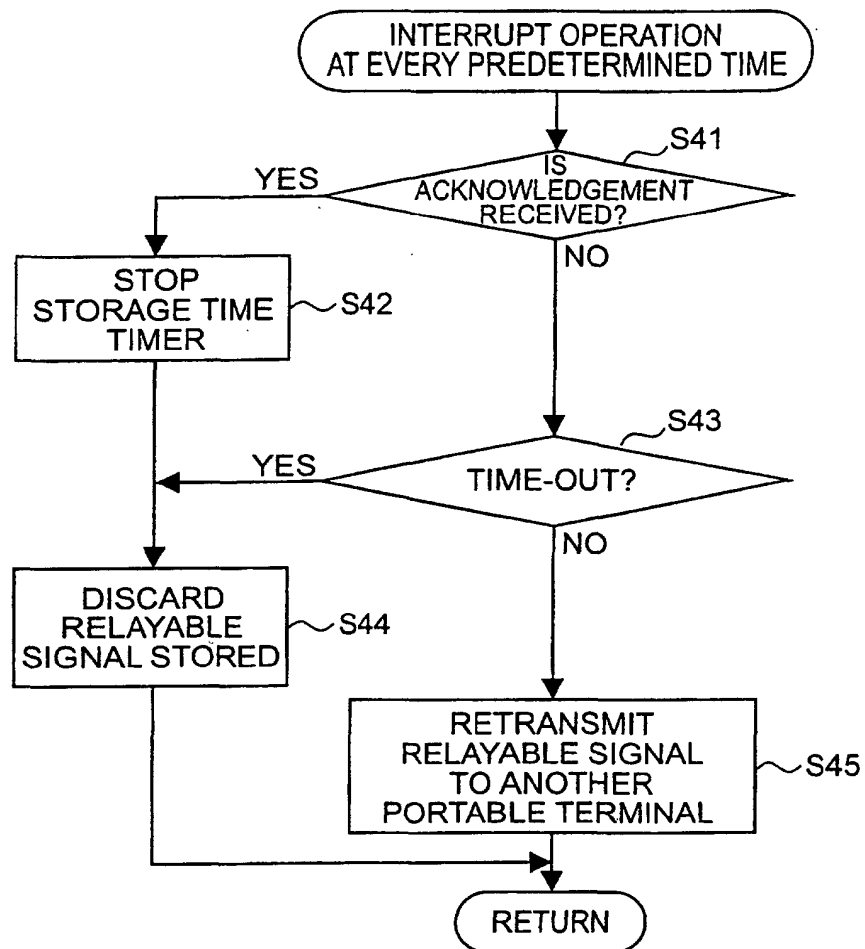 INTERRUPT OPERATION
AT EVERY PREDETERMINED TIME
S41
IS
ACKNOWLEDGEMENT
RECEIVED?
YES
NO
STOP
STORAGE TIME
TIMER
S42
S43
TIME-OUT?
YES
NO
DISCARD
RELAYABLE
SIGNAL STORED
S44
RETRANSMIT
RELAYABLE SIGNAL
TO ANOTHER
PORTABLE TERMINAL
S45
RETURN